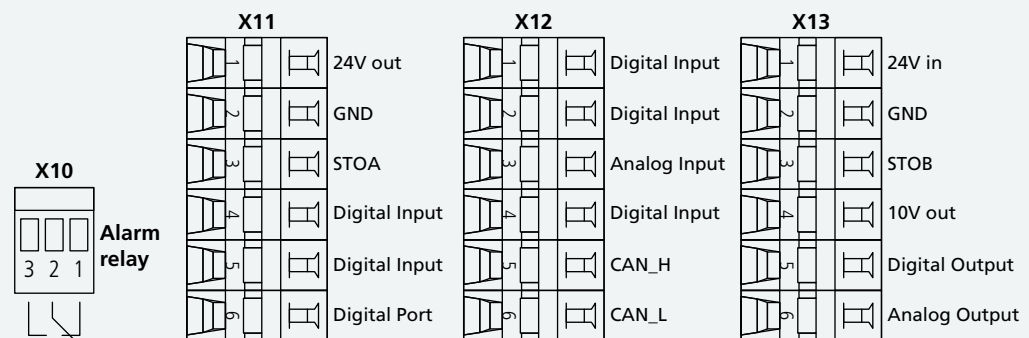 X11 X12 X13
1 24V out 1 Digital Input 1 24V in
2 GND 2 Digital Input 2 GND
3 STOA 3 Analog Input 3 STOB
X10
4 Digital Input 4 Digital Input 4 10V out
Alarm
relay
3 2 1
5 Digital Input 5 CAN_H 5 Digital Output
6 Digital Port 6 CAN_L 6 Analog Output